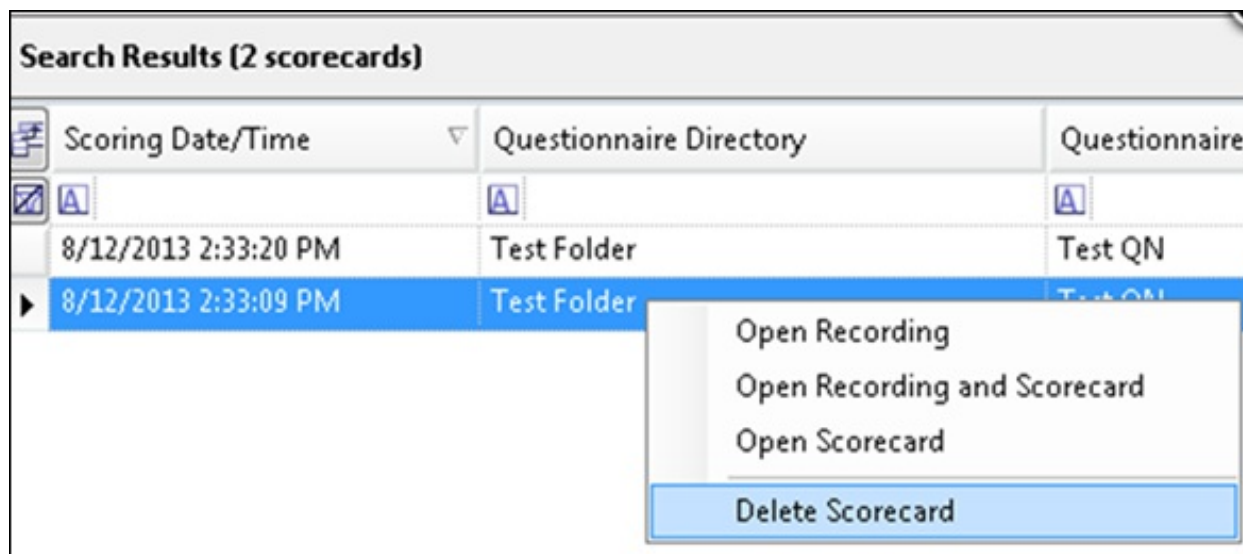 Search Results (2 scorecards)
Scoring Date/Time Questionnaire Directory Questionnaire
A A A
8/12/2013 2:33:20 PM Test Folder Test QN
8/12/2013 2:33:09 PM Test Folder Test QN
Open Recording
Open Recording and Scorecard
Open Scorecard
Delete Scorecard